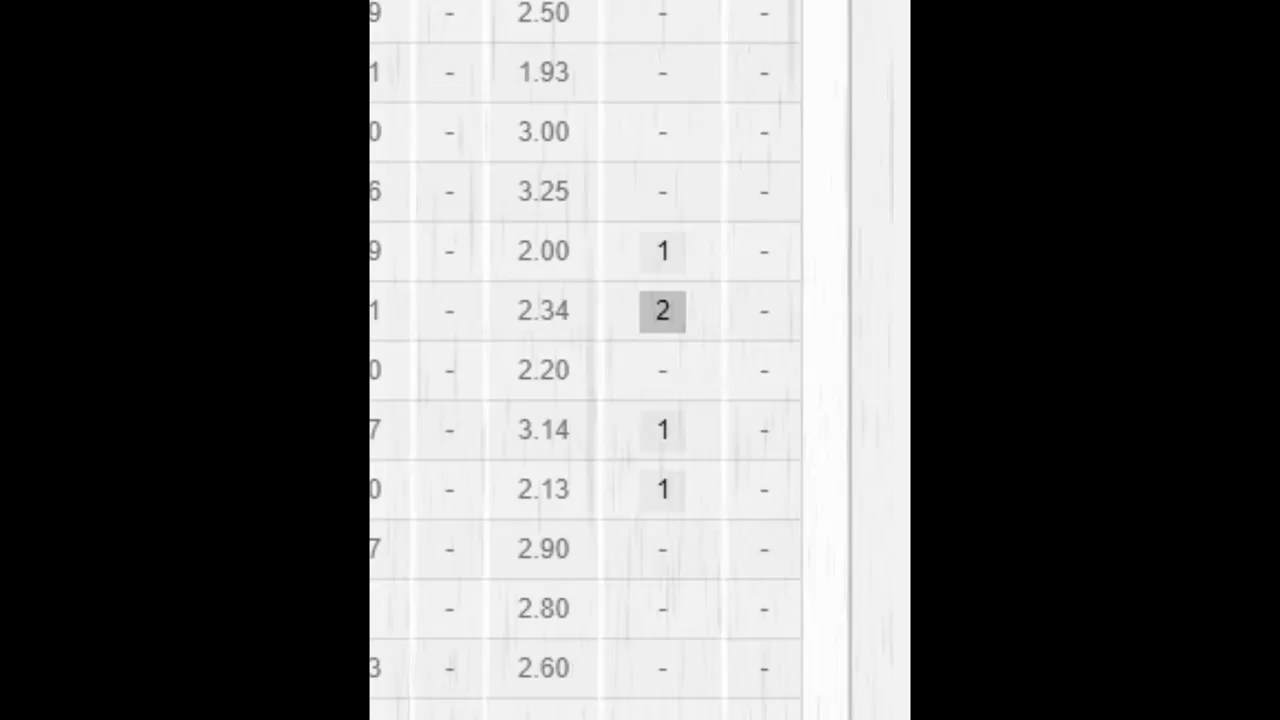 9 - 2.50 - -
1 - 1.93 - -
0 - 3.00 - -
6 - 3.25 - -
9 - 2.00 1 -
1 - 2.34 2 -
0 - 2.20 - -
7 - 3.14 1 -
0 - 2.13 1 -
7 - 2.90 - -
- 2.80 - -
3 - 2.60 - -